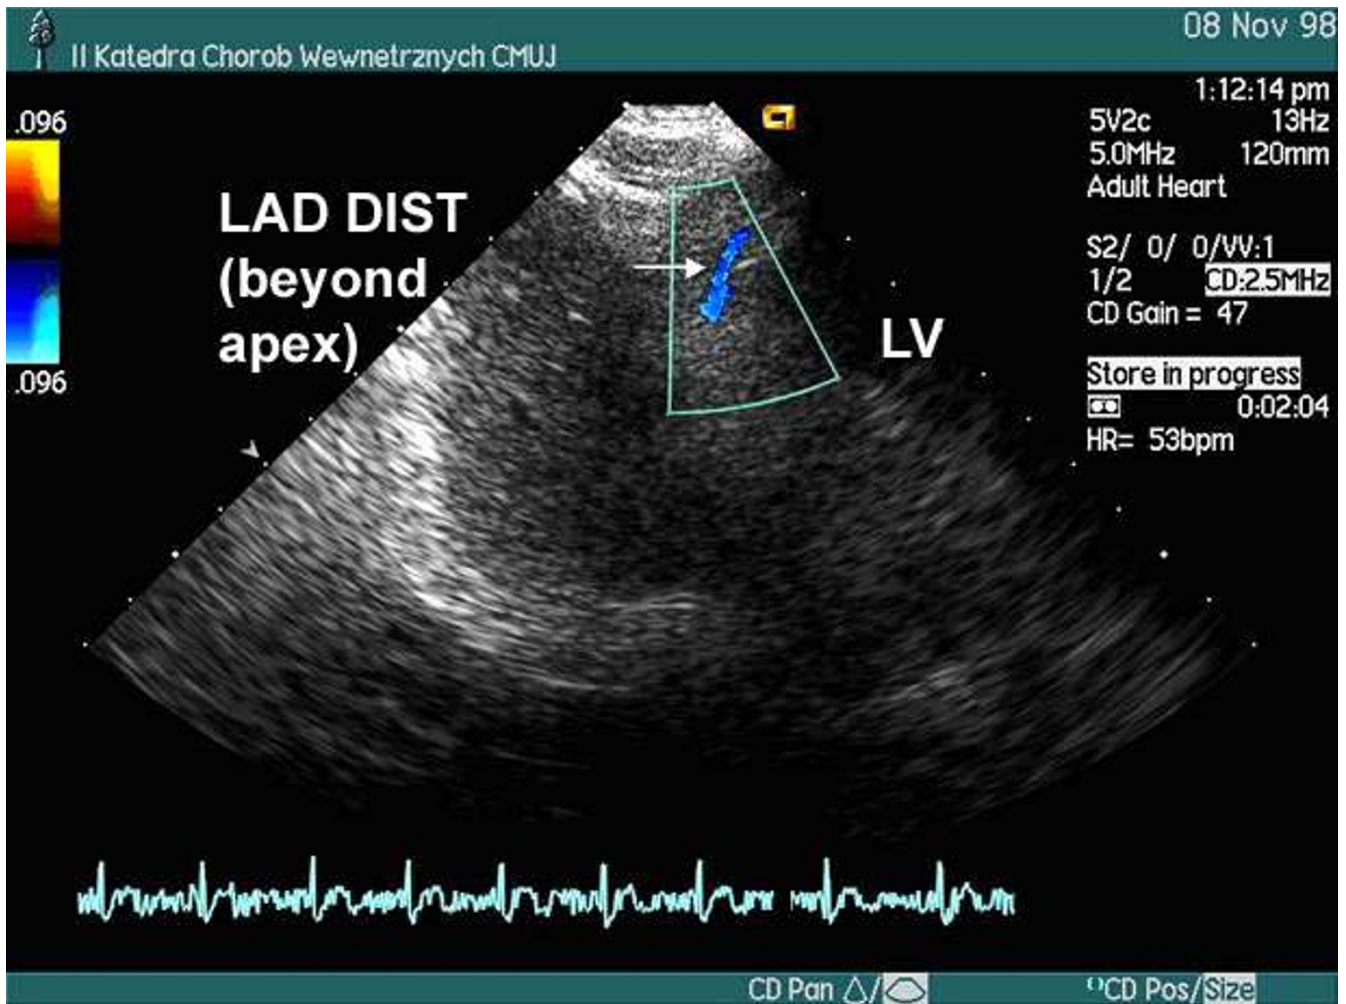 08 Nov 98
II Katedra Chorob Wewnetrznych CMUJ
1:12:14 pm
5V2c 13Hz
5.0MHz 120mm
Adult Heart
S2/ 0/ 0/VV:1
1/2 CD:2.5MHz
CD Gain = 47
Store in progress
0:02:04
HR= 53bpm
.096
.096
LAD DIST
(beyond
apex)
LV
CD Pan /
CD Pos/Size